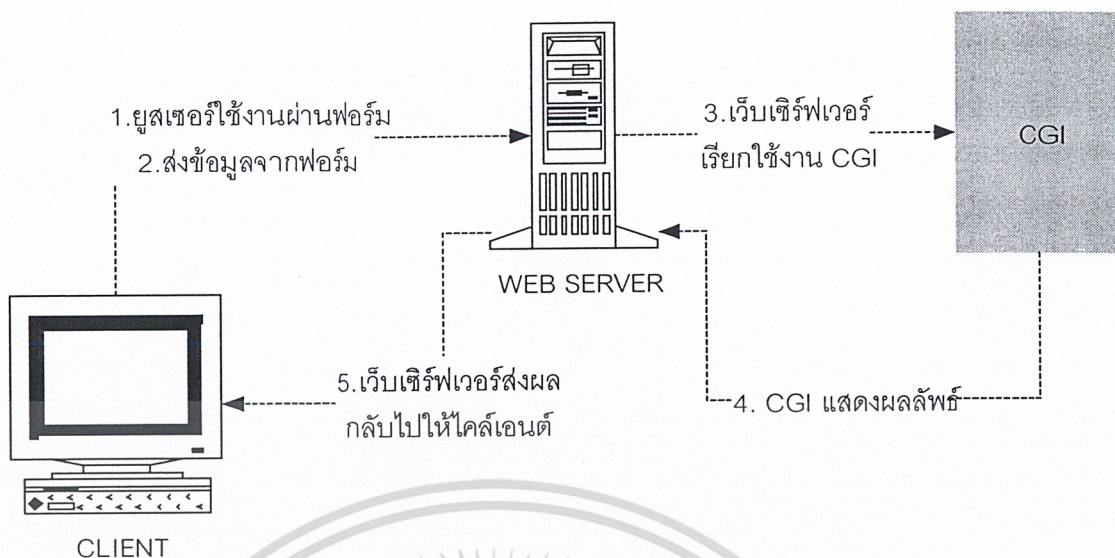 1.ยูสเซอร์ใช้งานผ่านฟอร์ม
2.ส่งข้อมูลจากฟอร์ม
3.เว็บเซิร์ฟเวอร์
เรียกใช้งาน CGI
CGI
WEB SERVER
4. CGI แสดงผลลัพธ์
5.เว็บเซิร์ฟเวอร์ส่งผล
กลับไปให้ไคล์เอนต์
CLIENT